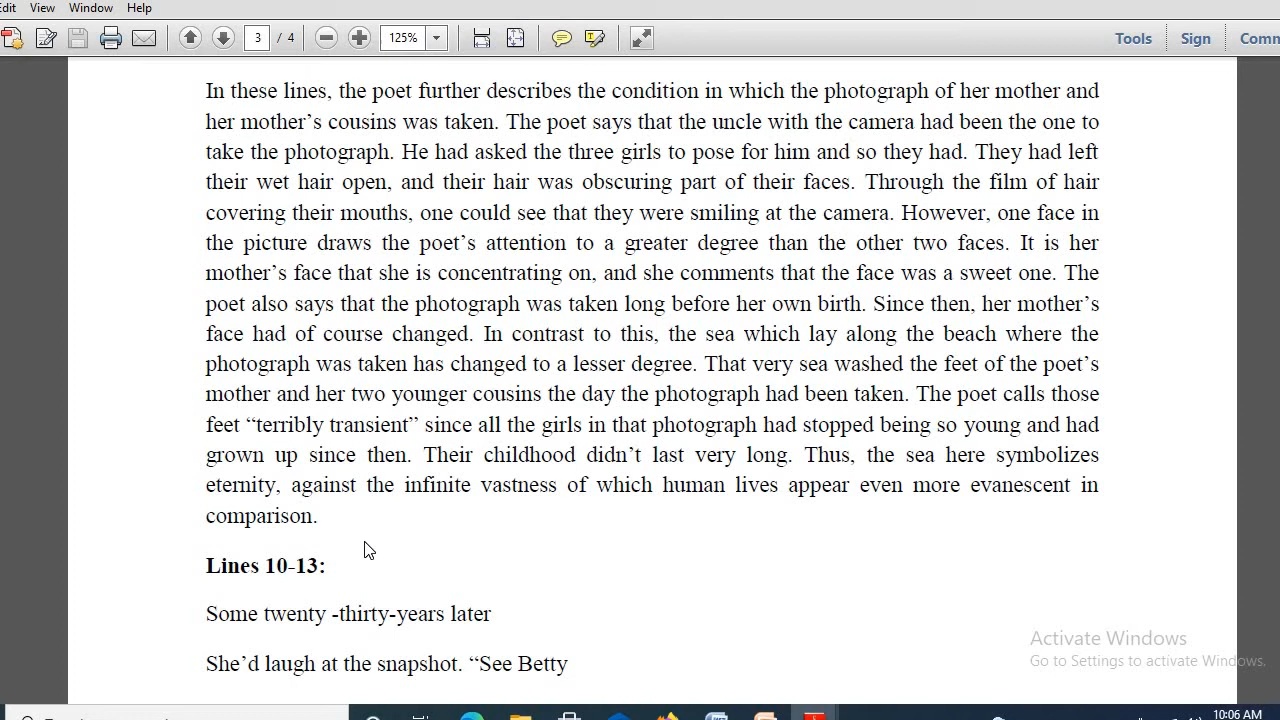 Edit View Window Help
3 / 4 125% Tools Sign Comm
In these lines, the poet further describes the condition in which the photograph of her mother and
her mother’s cousins was taken. The poet says that the uncle with the camera had been the one to
take the photograph. He had asked the three girls to pose for him and so they had. They had left
their wet hair open, and their hair was obscuring part of their faces. Through the film of hair
covering their mouths, one could see that they were smiling at the camera. However, one face in
the picture draws the poet’s attention to a greater degree than the other two faces. It is her
mother’s face that she is concentrating on, and she comments that the face was a sweet one. The
poet also says that the photograph was taken long before her own birth. Since then, her mother’s
face had of course changed. In contrast to this, the sea which lay along the beach where the
photograph was taken has changed to a lesser degree. That very sea washed the feet of the poet’s
mother and her two younger cousins the day the photograph had been taken. The poet calls those
feet “terribly transient” since all the girls in that photograph had stopped being so young and had
grown up since then. Their childhood didn’t last very long. Thus, the sea here symbolizes
eternity, against the infinite vastness of which human lives appear even more evanescent in
comparison.
Lines 10-13:
Some twenty -thirty-years later
She’d laugh at the snapshot. “See Betty
Activate Windows
Go to Settings to activate Windows.
10:06 AM